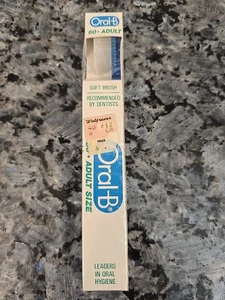 Oral-B
60 • ADULT
SOFT BRUSH
RECOMMENDED
BY DENTISTS
Walgreens
60 • ADULT SIZE
Oral-B
LEADERS
IN ORAL
HYGIENE